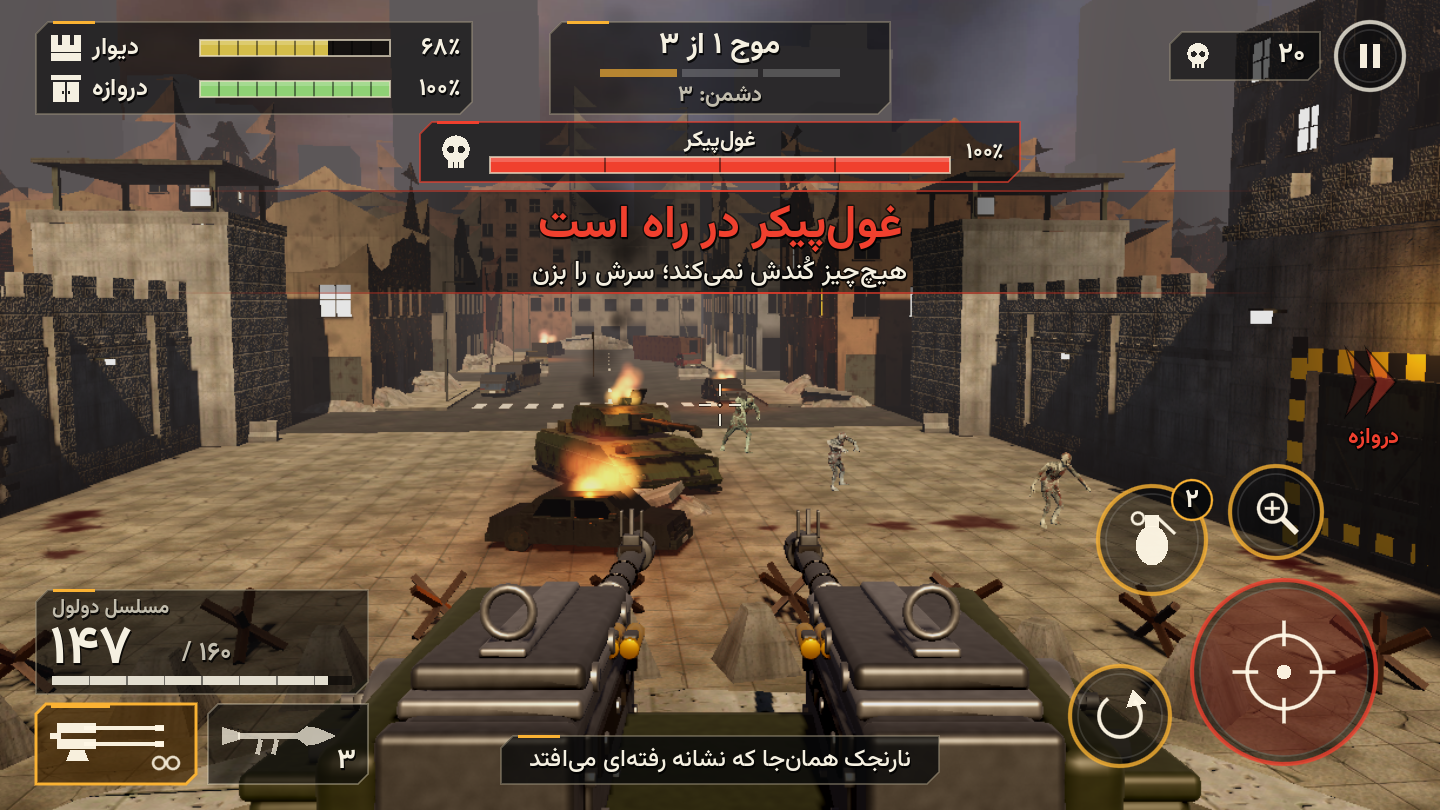 دیوار ۶۸٪
دروازه ۱۰۰٪
موج ۱ از ۳
دشمن: ۳
۲۰
غول‌پیکر
۱۰۰٪
غول‌پیکر در راه است
هیچ‌چیز کُندش نمی‌کند؛ سرش را بزن
دروازه
۲
مسلسل دولول
۱۴۷ / ۱۶۰
∞
۳
نارنجک همان‌جا که نشانه رفته‌ای می‌افتد